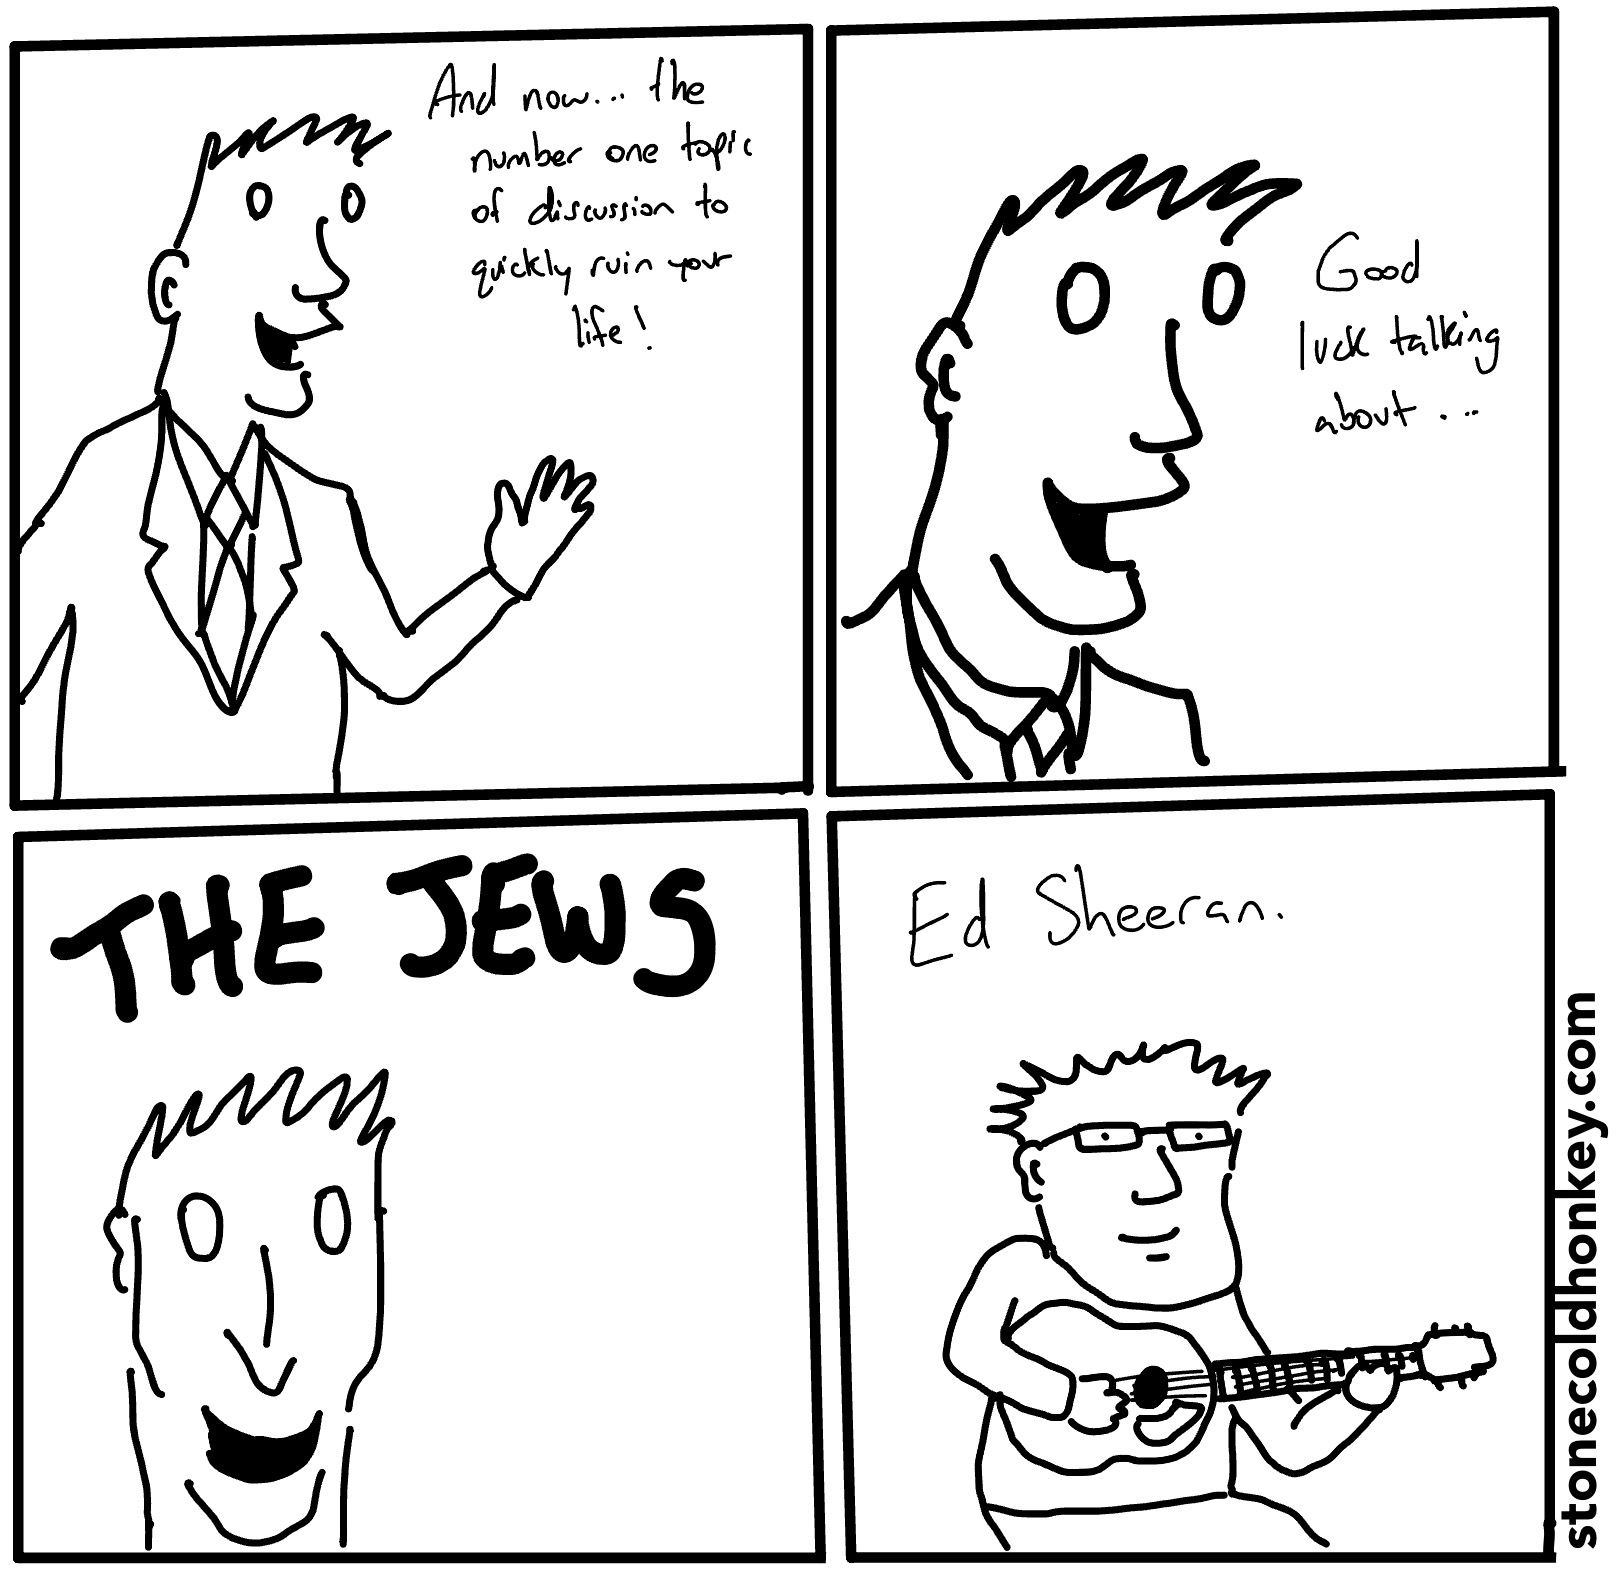 And now... the
number one topic
of discussion to
quickly ruin your
life!
Good
luck talking
about...
THE JEWS
Ed Sheeran.
stonecoldhonkey.com